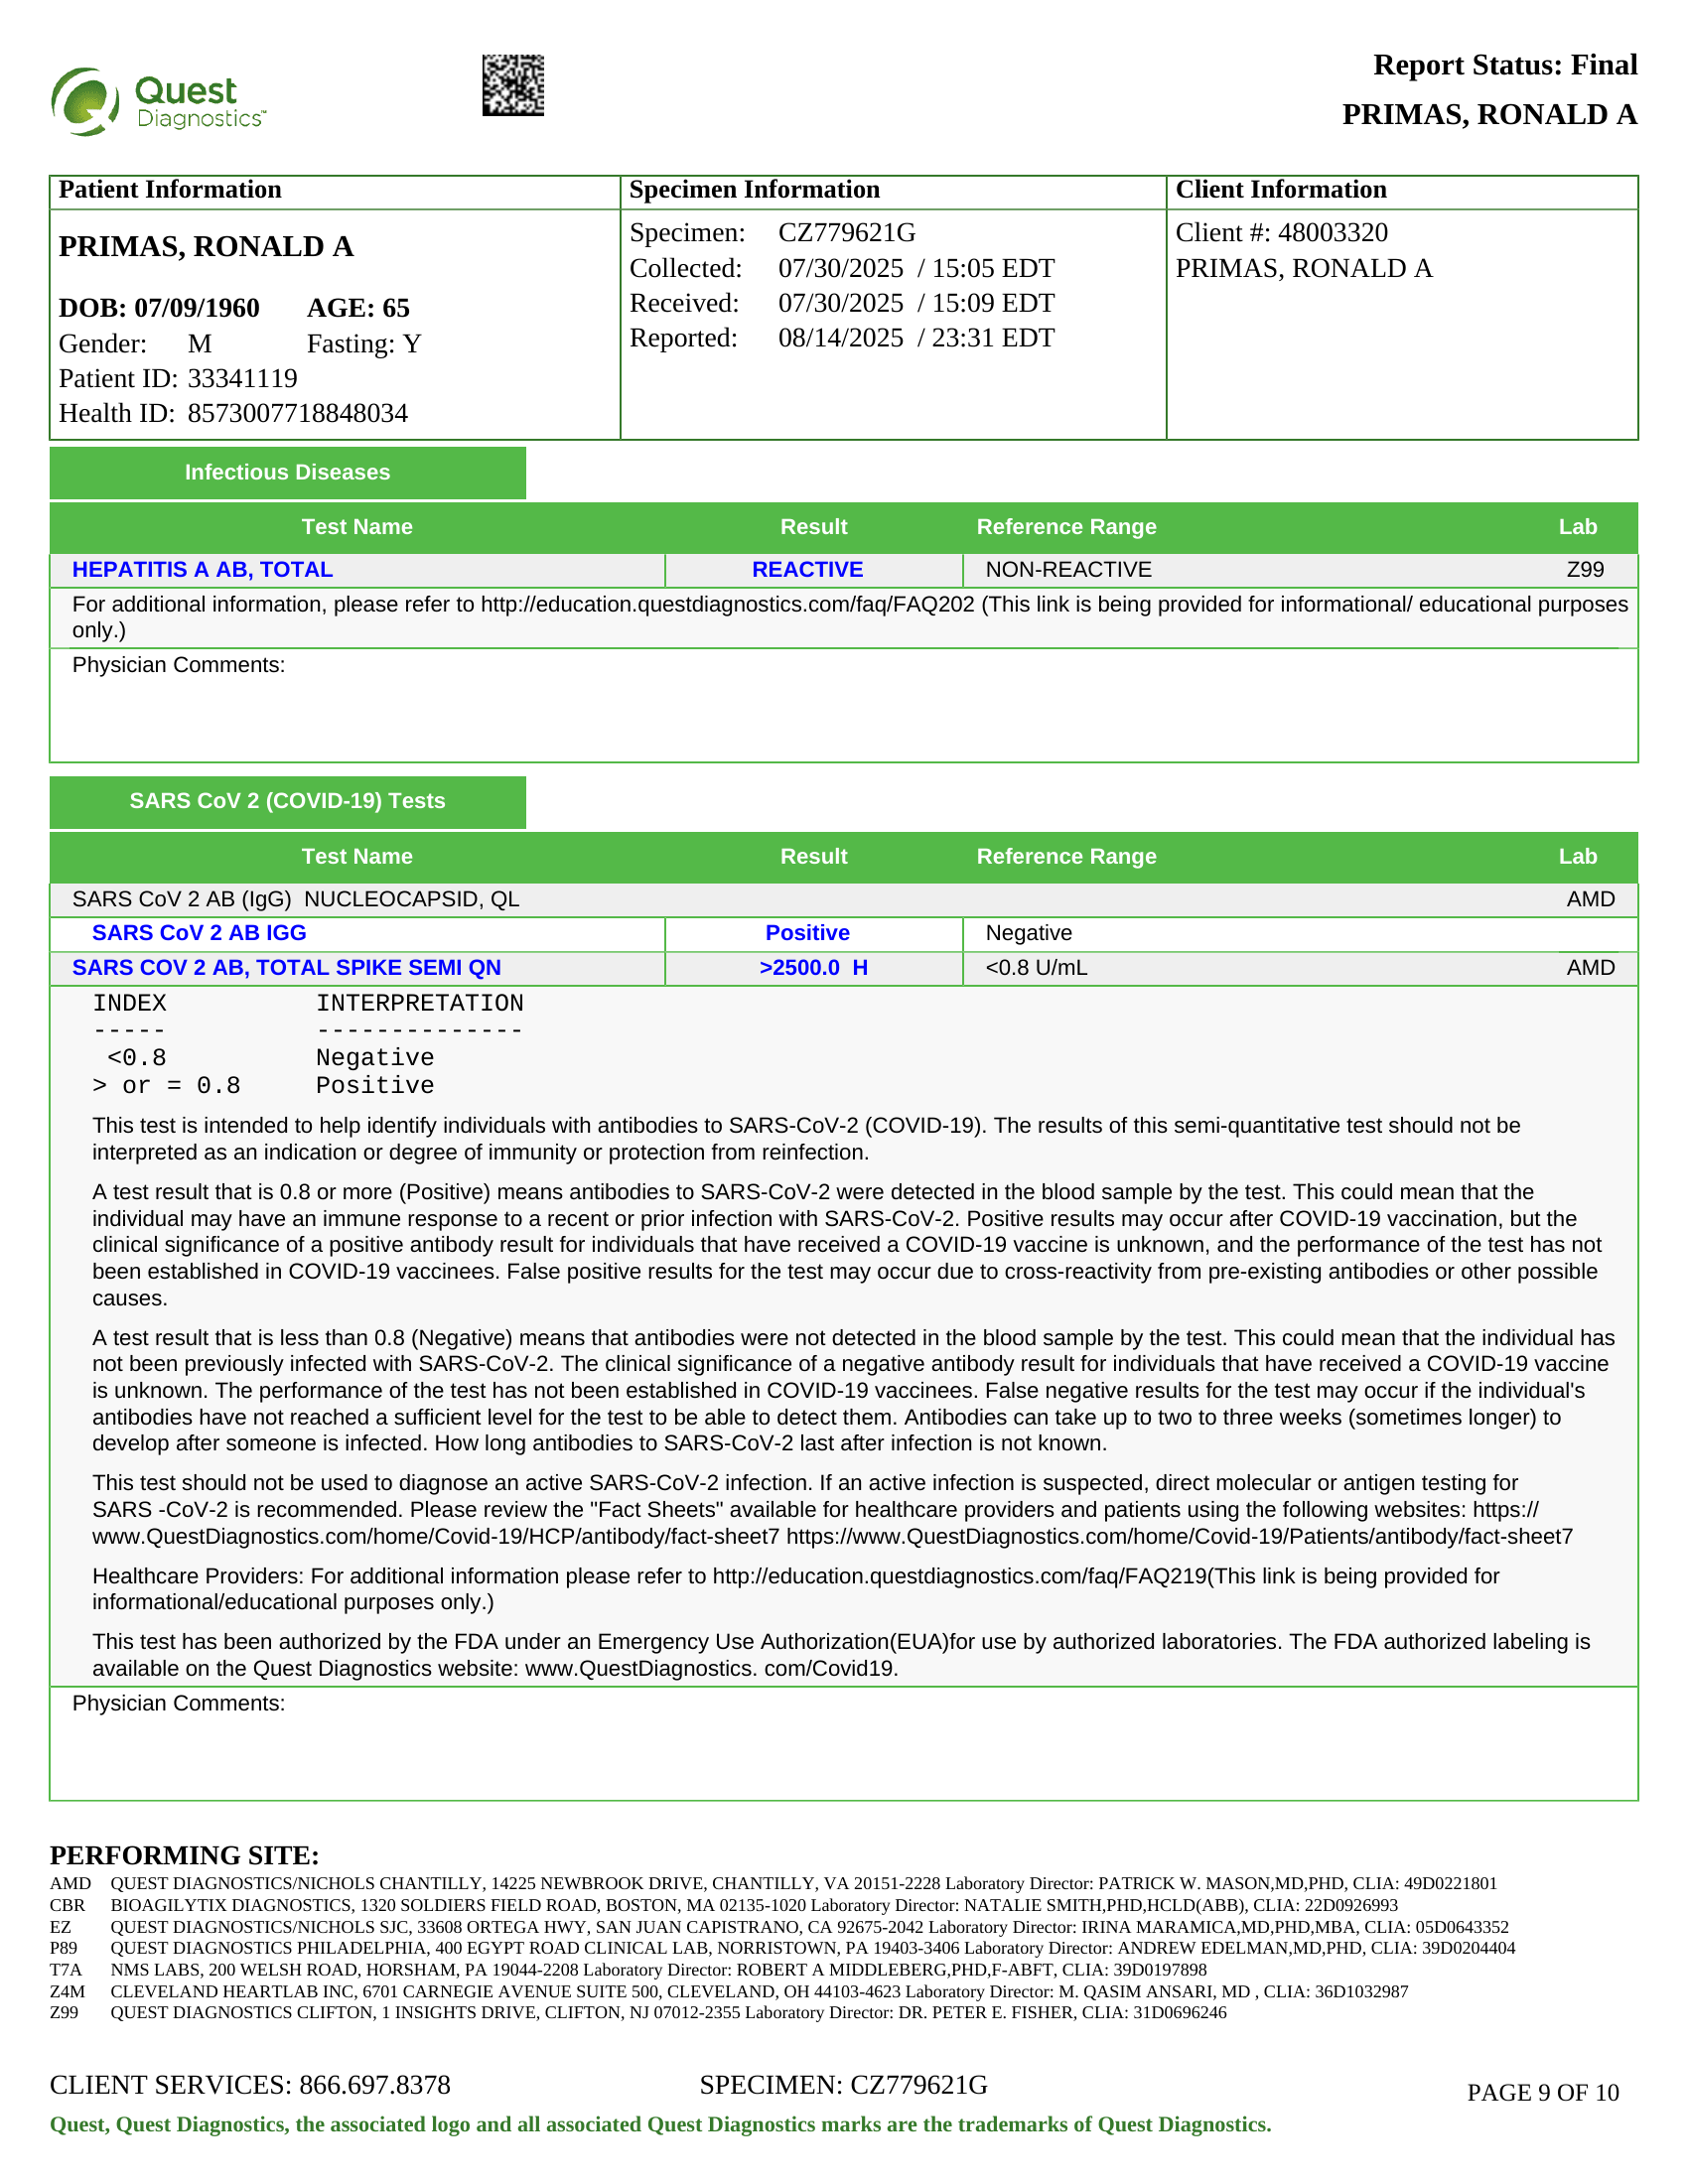 Quest
Diagnostics™
Report Status: Final
PRIMAS, RONALD A
Patient Information
Specimen Information
Client Information
PRIMAS, RONALD A
DOB: 07/09/1960 AGE: 65
Gender: M Fasting: Y
Patient ID: 33341119
Health ID: 8573007718848034
Specimen: CZ779621G
Collected: 07/30/2025 / 15:05 EDT
Received: 07/30/2025 / 15:09 EDT
Reported: 08/14/2025 / 23:31 EDT
Client #: 48003320
PRIMAS, RONALD A
Infectious Diseases
Test Name Result Reference Range Lab
HEPATITIS A AB, TOTAL REACTIVE NON-REACTIVE Z99
For additional information, please refer to http://education.questdiagnostics.com/faq/FAQ202 (This link is being provided for informational/ educational purposes
only.)
Physician Comments:
SARS CoV 2 (COVID-19) Tests
Test Name Result Reference Range Lab
SARS CoV 2 AB (IgG) NUCLEOCAPSID, QL AMD
SARS CoV 2 AB IGG Positive Negative
SARS COV 2 AB, TOTAL SPIKE SEMI QN >2500.0 H <0.8 U/mL AMD
INDEX INTERPRETATION
----- --------------
<0.8 Negative
> or = 0.8 Positive
This test is intended to help identify individuals with antibodies to SARS-CoV-2 (COVID-19). The results of this semi-quantitative test should not be
interpreted as an indication or degree of immunity or protection from reinfection.
A test result that is 0.8 or more (Positive) means antibodies to SARS-CoV-2 were detected in the blood sample by the test. This could mean that the
individual may have an immune response to a recent or prior infection with SARS-CoV-2. Positive results may occur after COVID-19 vaccination, but the
clinical significance of a positive antibody result for individuals that have received a COVID-19 vaccine is unknown, and the performance of the test has not
been established in COVID-19 vaccinees. False positive results for the test may occur due to cross-reactivity from pre-existing antibodies or other possible
causes.
A test result that is less than 0.8 (Negative) means that antibodies were not detected in the blood sample by the test. This could mean that the individual has
not been previously infected with SARS-CoV-2. The clinical significance of a negative antibody result for individuals that have received a COVID-19 vaccine
is unknown. The performance of the test has not been established in COVID-19 vaccinees. False negative results for the test may occur if the individual's
antibodies have not reached a sufficient level for the test to be able to detect them. Antibodies can take up to two to three weeks (sometimes longer) to
develop after someone is infected. How long antibodies to SARS-CoV-2 last after infection is not known.
This test should not be used to diagnose an active SARS-CoV-2 infection. If an active infection is suspected, direct molecular or antigen testing for
SARS -CoV-2 is recommended. Please review the "Fact Sheets" available for healthcare providers and patients using the following websites: https://
www.QuestDiagnostics.com/home/Covid-19/HCP/antibody/fact-sheet7 https://www.QuestDiagnostics.com/home/Covid-19/Patients/antibody/fact-sheet7
Healthcare Providers: For additional information please refer to http://education.questdiagnostics.com/faq/FAQ219(This link is being provided for
informational/educational purposes only.)
This test has been authorized by the FDA under an Emergency Use Authorization(EUA)for use by authorized laboratories. The FDA authorized labeling is
available on the Quest Diagnostics website: www.QuestDiagnostics. com/Covid19.
Physician Comments:
PERFORMING SITE:
AMD QUEST DIAGNOSTICS/NICHOLS CHANTILLY, 14225 NEWBROOK DRIVE, CHANTILLY, VA 20151-2228 Laboratory Director: PATRICK W. MASON,MD,PHD, CLIA: 49D0221801
CBR BIOAGILYTIX DIAGNOSTICS, 1320 SOLDIERS FIELD ROAD, BOSTON, MA 02135-1020 Laboratory Director: NATALIE SMITH,PHD,HCLD(ABB), CLIA: 22D0926993
EZ QUEST DIAGNOSTICS/NICHOLS SJC, 33608 ORTEGA HWY, SAN JUAN CAPISTRANO, CA 92675-2042 Laboratory Director: IRINA MARAMICA,MD,PHD,MBA, CLIA: 05D0643352
P89 QUEST DIAGNOSTICS PHILADELPHIA, 400 EGYPT ROAD CLINICAL LAB, NORRISTOWN, PA 19403-3406 Laboratory Director: ANDREW EDELMAN,MD,PHD, CLIA: 39D0204404
T7A NMS LABS, 200 WELSH ROAD, HORSHAM, PA 19044-2208 Laboratory Director: ROBERT A MIDDLEBERG,PHD,F-ABFT, CLIA: 39D0197898
Z4M CLEVELAND HEARTLAB INC, 6701 CARNEGIE AVENUE SUITE 500, CLEVELAND, OH 44103-4623 Laboratory Director: M. QASIM ANSARI, MD , CLIA: 36D1032987
Z99 QUEST DIAGNOSTICS CLIFTON, 1 INSIGHTS DRIVE, CLIFTON, NJ 07012-2355 Laboratory Director: DR. PETER E. FISHER, CLIA: 31D0696246
CLIENT SERVICES: 866.697.8378 SPECIMEN: CZ779621G PAGE 9 OF 10
Quest, Quest Diagnostics, the associated logo and all associated Quest Diagnostics marks are the trademarks of Quest Diagnostics.